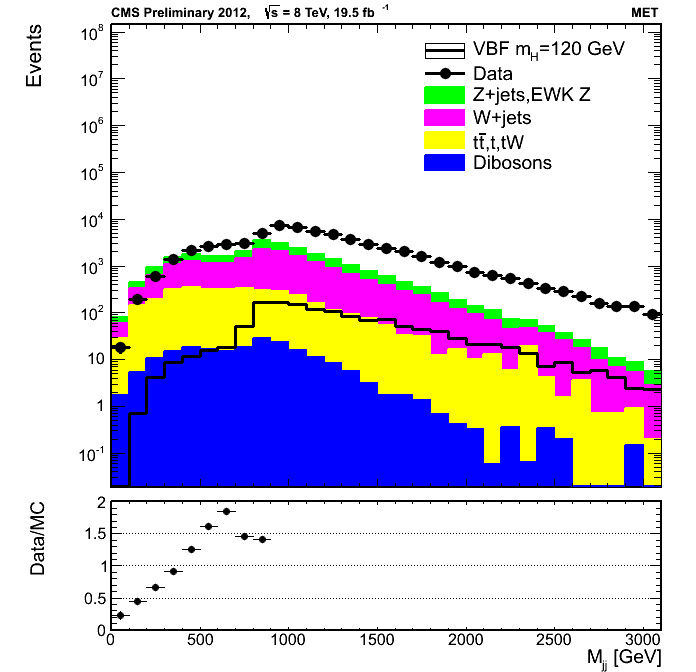 CMS Preliminary 2012, √s = 8 TeV, 19.5 fb⁻¹ MET
Events
10⁸
10⁷
10⁶
10⁵
10⁴
10³
10²
10
1
10⁻¹
VBF m_H=120 GeV
Data
Z+jets,EWK Z
W+jets
tt̄,t,tW
Dibosons
Data/MC
2
1.5
1
0.5
0
0 500 1000 1500 2000 2500 3000
M_jj [GeV]